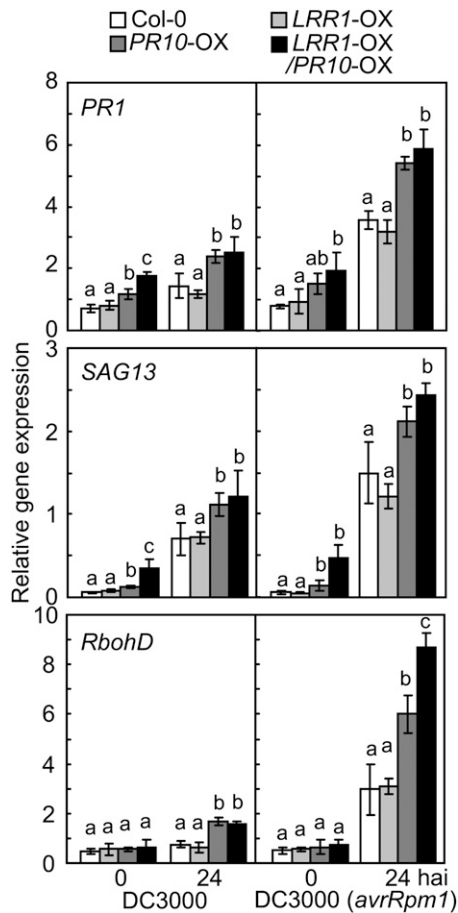 Col-0 LRR1-OX
PR10-OX LRR1-OX
/PR10-OX
Relative gene expression
8
6
4
2
0
PR1
a a b c a a b b
a a ab b a a b b
3
2
1
0
SAG13
a a b c a a b b
a a b b a a b b
10
8
6
4
2
0
RbohD
a a a a a a b b
a a a a a a b c
0 24 0 24 hai
DC3000 DC3000 (avrRpm1)